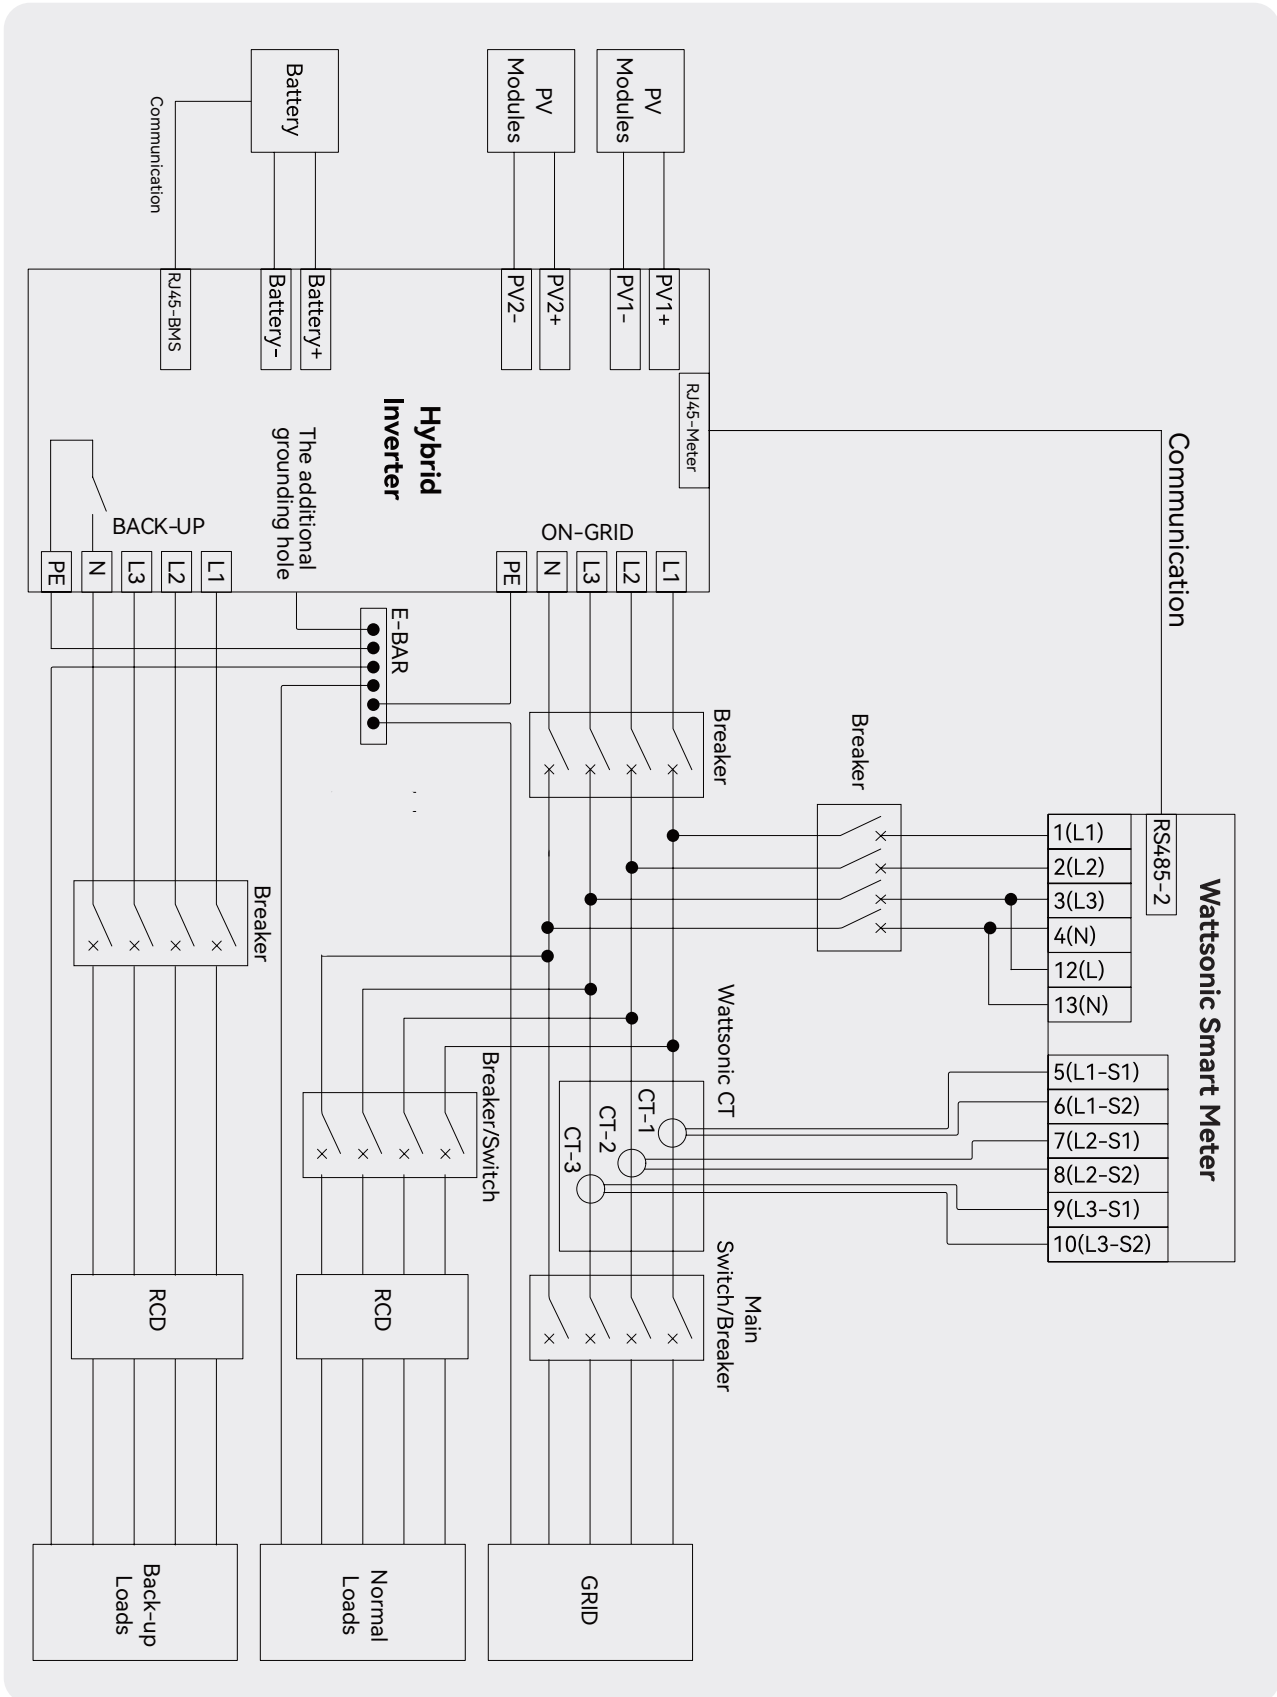 Battery
Communication
PV
Modules
PV
Modules
RJ45-BMS
Battery-
Battery+
PV2-
PV2+
PV1-
PV1+
RJ45-Meter
Hybrid
Inverter
Communication
The additional
grounding hole
BACK-UP
ON-GRID
PE
N
L3
L2
L1
PE
N
L3
L2
L1
E-BAR
Breaker
Breaker
RS485-2
Wattsonic Smart Meter
1(L1)
2(L2)
3(L3)
4(N)
12(L)
13(N)
5(L1-S1)
6(L1-S2)
7(L2-S1)
8(L2-S2)
9(L3-S1)
10(L3-S2)
Breaker
Wattsonic CT
CT-1
CT-2
CT-3
Breaker/Switch
Main
Switch/Breaker
RCD
RCD
Back-up
Loads
Normal
Loads
GRID